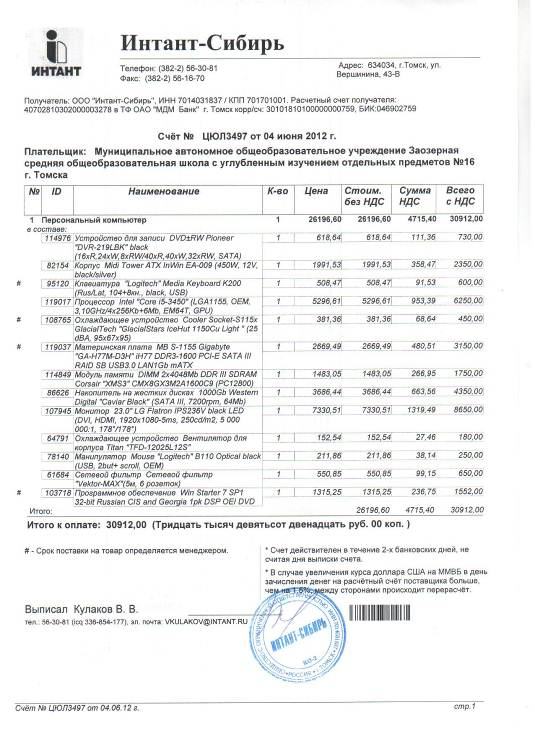 ИНТАНТ
Интант-Сибирь
Телефон: (382-2) 56-30-81
Факс: (382-2) 56-16-70
Адрес: 634034, г.Томск, ул.
Вершинина, 43-В
Получатель: ООО "Интант-Сибирь", ИНН 7014031837 / КПП 701701001. Расчетный счет получателя:
40702810302000003278 в ТФ ОАО "МДМ Банк" г. Томск корр/сч: 30101810100000000759, БИК:046902759
Счёт № ЦЮЛ3497 от 04 июня 2012 г.
Плательщик: Муниципальное автономное общеобразовательное учреждение Заозерная
средняя общеобразовательная школа с углубленным изучением отдельных предметов №16
г. Томска
№ ID Наименование К-во Цена Стоим. без НДС Сумма НДС Всего с НДС
1 Персональный компьютер 1 26196,60 26196,60 4715,40 30912,00
в составе:
114976 Устройство для записи DVD±RW Pioneer 1 618,64 618,64 111,36 730,00
"DVR-219LBK" black
(16xR,24xW,8xRW/40xR,40xW,32xRW, SATA)
82154 Корпус Midi Tower ATX InWin EA-009 (450W, 12V, 1 1991,53 1991,53 358,47 2350,00
black/silver)
# 95120 Клавиатура "Logitech" Media Keyboard K200 1 508,47 508,47 91,53 600,00
(Rus/Lat, 104+8кн., black, USB)
119017 Процессор Intel "Core i5-3450" (LGA1155, OEM, 1 5296,61 5296,61 953,39 6250,00
3,10GHz/4x256Kb+6Mb, EM64T, GPU)
# 108765 Охлаждающее устройство Cooler Socket-S115x 1 381,36 381,36 68,64 450,00
GlacialTech "GlacialStars IceHut 1150Cu Light " (25
dBA, 95x67x95)
# 119037 Материнская плата MB S-1155 Gigabyte 1 2669,49 2669,49 480,51 3150,00
"GA-H77M-D3H" iH77 DDR3-1600 PCI-E SATA III
RAID SB USB3.0 LAN1Gb mATX
114849 Модуль памяти DIMM 2x2048Mb DDR III SDRAM 1 1483,05 1483,05 266,95 1750,00
Corsair "XMS3" CMX8GX3M2A1600C9 (PC12800)
86626 Накопитель на жестких дисках 1000Gb Western 1 3686,44 3686,44 663,56 4350,00
Digital "Caviar Black" (SATA III, 7200rpm, 64Mb)
107945 Монитор 23.0" LG Flatron IPS236V black LED 1 7330,51 7330,51 1319,49 8650,00
(DVI, HDMI, 1920x1080-5ms, 250cd/m2, 5 000
000:1, 178°/178°)
64791 Охлаждающее устройство Вентилятор для 1 152,54 152,54 27,46 180,00
корпуса Titan "TFD-12025L12S"
78140 Манипулятор Mouse "Logitech" B110 Optical black 1 211,86 211,86 38,14 250,00
(USB, 2but+ scroll, OEM)
61684 Сетевой фильтр Сетевой фильтр 1 550,85 550,85 99,15 650,00
"Vektor-MAX"(5м, 6 розеток)
# 103718 Программное обеспечение Win Starter 7 SP1 1 1315,25 1315,25 236,75 1552,00
32-bit Russian CIS and Georgia 1pk DSP OEI DVD
Итого: 26196,60 4715,40 30912,00
Итого к оплате: 30912,00 (Тридцать тысяч девятьсот двенадцать руб. 00 коп. )
# - Срок поставки на товар определяется менеджером.
* Счет действителен в течение 2-х банковских дней, не
считая дня выписки счета.
* В случае увеличения курса доллара США на ММВБ в день
зачисления денег на расчётный счёт поставщика больше,
чем на 1,5%, между сторонами происходит перерасчёт.
Выписал Кулаков В. В.
тел.: 56-30-81 (icq 336-854-177), эл. почта: VKULAKOV@INTANT.RU
ИНТАНТ-СИБИРЬ
Счёт № ЦЮЛ3497 от 04.06.12 г.
стр.1